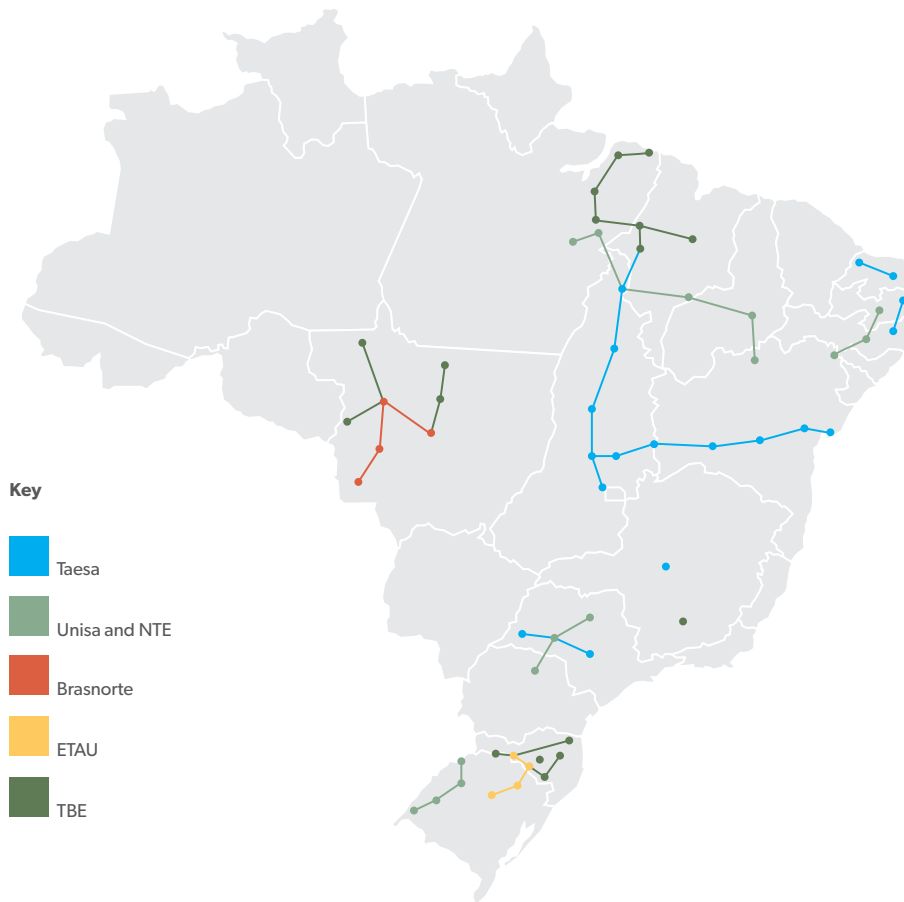 Key
Taesa
Unisa and NTE
Brasnorte
ETAU
TBE